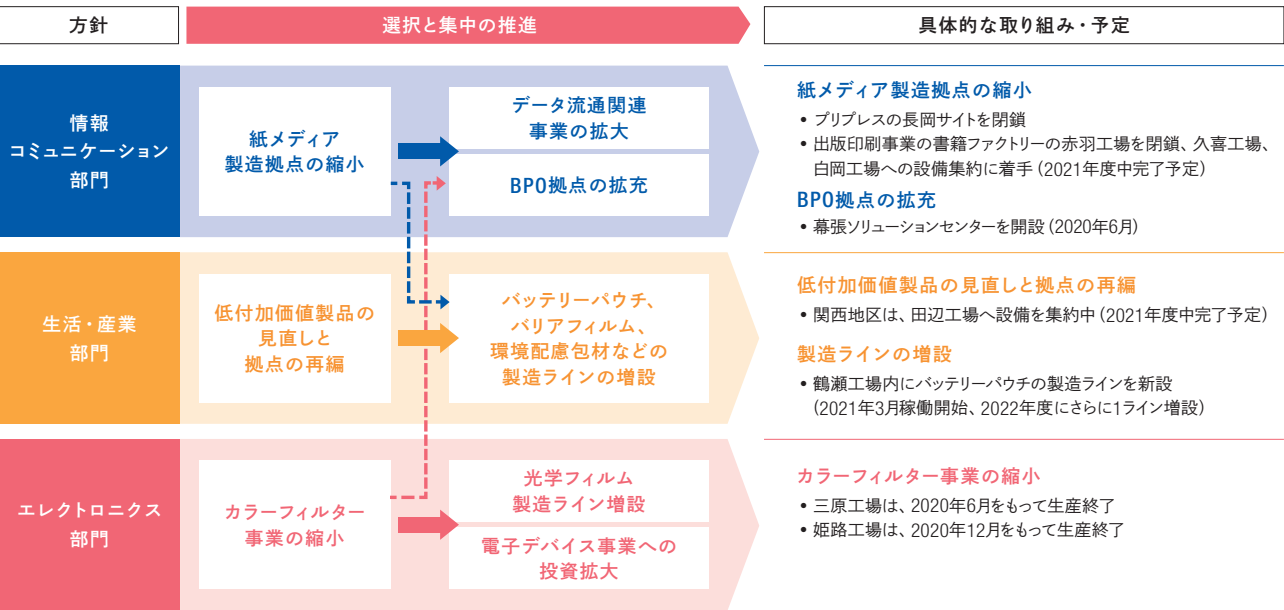 方針
選択と集中の推進
具体的な取り組み・予定
情報
コミュニケーション
部門
紙メディア
製造拠点の縮小
データ流通関連
事業の拡大
BPO拠点の拡充
紙メディア製造拠点の縮小
• プリプレスの長岡サイトを閉鎖
• 出版印刷事業の書籍ファクトリーの赤羽工場を閉鎖、久喜工場、
白岡工場への設備集約に着手（2021年度中完了予定）
BPO拠点の拡充
• 幕張ソリューションセンターを開設（2020年6月）
生活・産業
部門
低付加価値製品の
見直しと
拠点の再編
バッテリーパウチ、
バリアフィルム、
環境配慮包材などの
製造ラインの増設
低付加価値製品の見直しと拠点の再編
• 関西地区は、田辺工場へ設備を集約中（2021年度中完了予定）
製造ラインの増設
• 鶴瀬工場内にバッテリーパウチの製造ラインを新設
（2021年3月稼働開始、2022年度にさらに1ライン増設）
エレクトロニクス
部門
カラーフィルター
事業の縮小
光学フィルム
製造ライン増設
電子デバイス事業への
投資拡大
カラーフィルター事業の縮小
• 三原工場は、2020年6月をもって生産終了
• 姫路工場は、2020年12月をもって生産終了